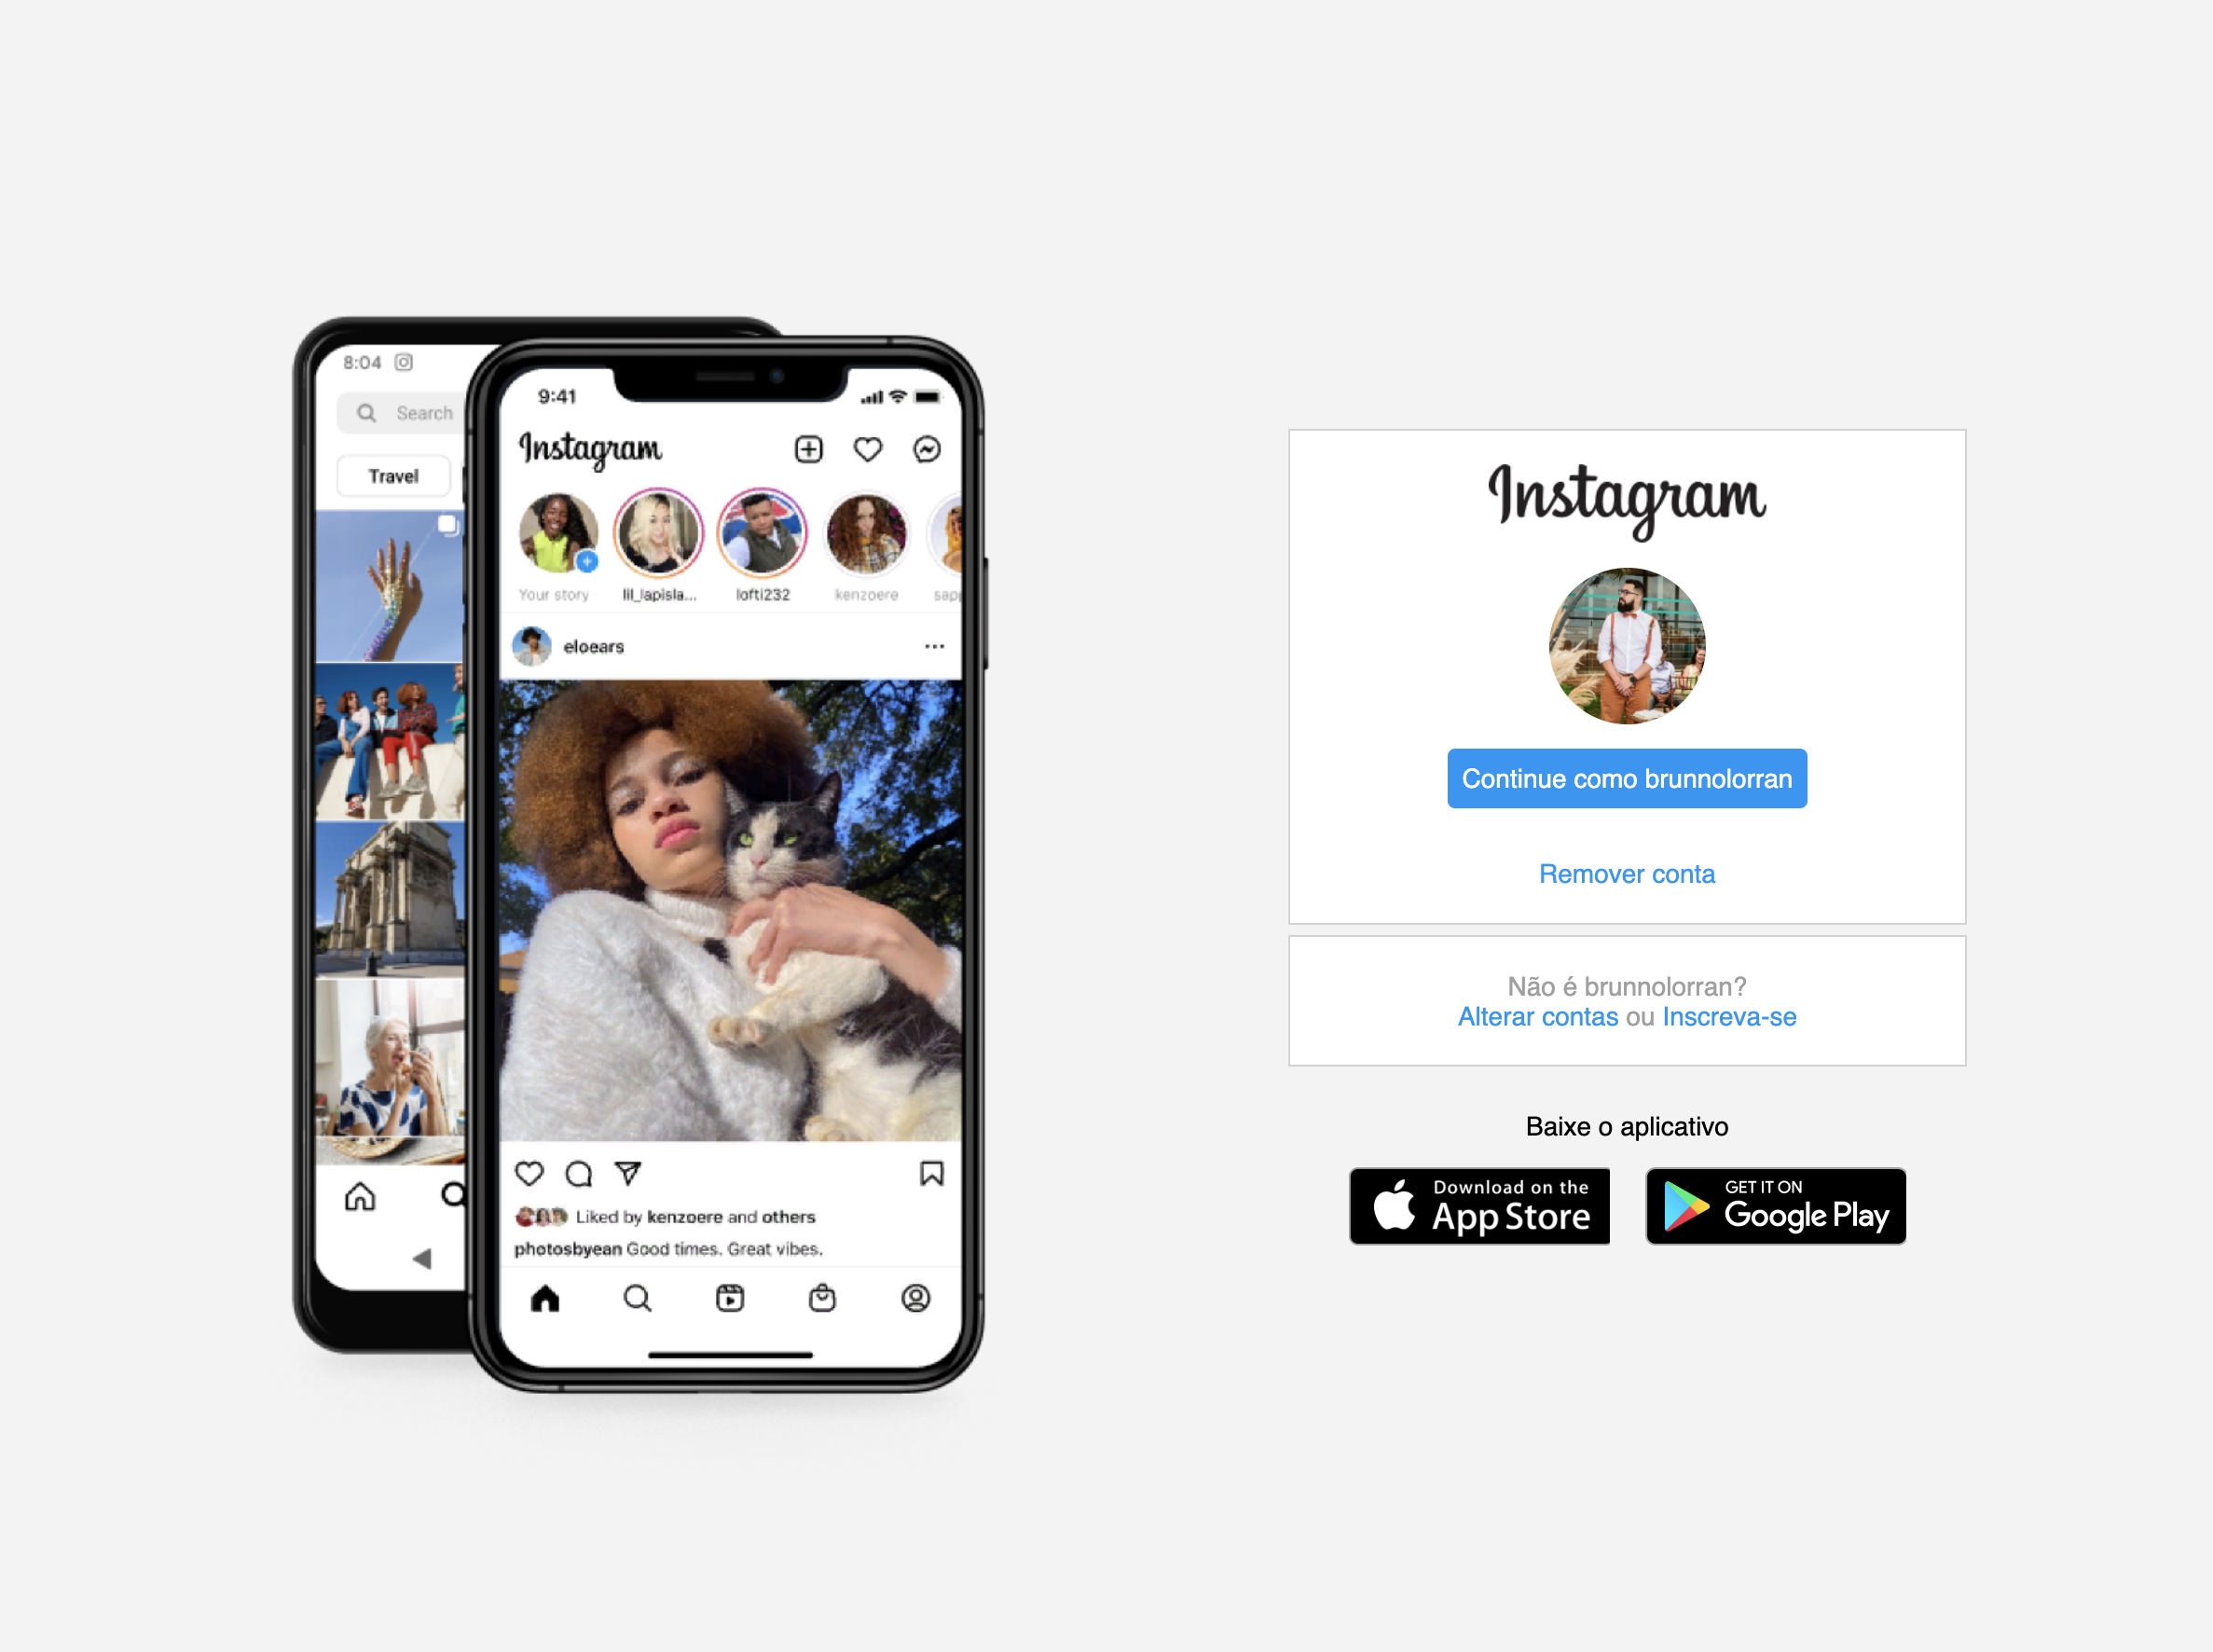 8:04
Search
Travel
9:41
Instagram
Your story
lil_lapisla...
lofti232
kenzoere
sapp
eloears
Liked by kenzoere and others
photosbyean Good times. Great vibes.
Instagram
Continue como brunnolorran
Remover conta
Não é brunnolorran?
Alterar contas ou Inscreva-se
Baixe o aplicativo
Download on the
App Store
GET IT ON
Google Play